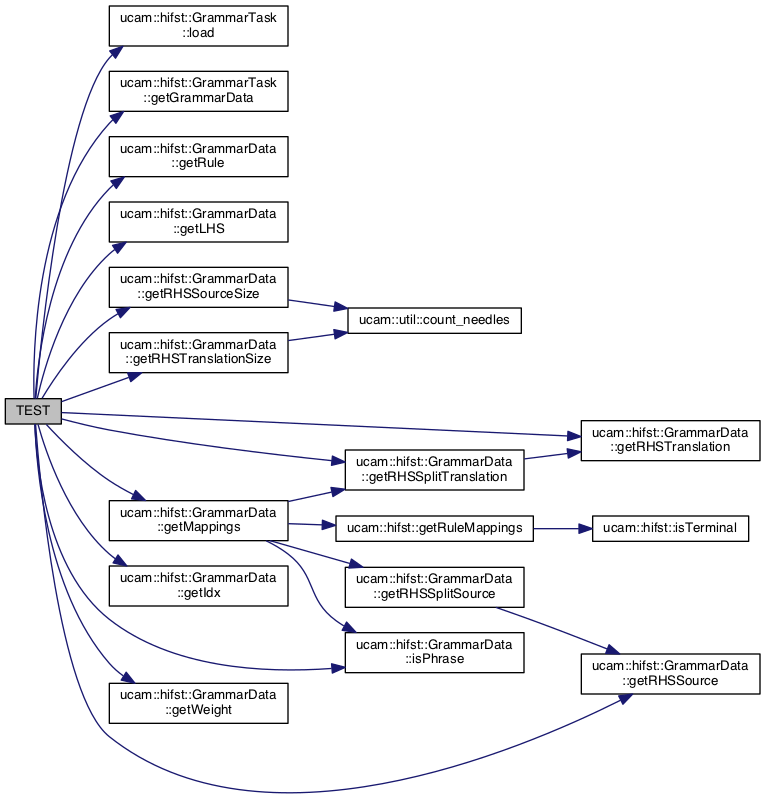 ucam::hifst::GrammarTask
::load
ucam::hifst::GrammarTask
::getGrammarData
ucam::hifst::GrammarData
::getRule
ucam::hifst::GrammarData
::getLHS
ucam::hifst::GrammarData
::getRHSSourceSize
ucam::util::count_needles
ucam::hifst::GrammarData
::getRHSTranslationSize
TEST
ucam::hifst::GrammarData
::getRHSTranslation
ucam::hifst::GrammarData
::getRHSSplitTranslation
ucam::hifst::GrammarData
::getMappings
ucam::hifst::getRuleMappings
ucam::hifst::isTerminal
ucam::hifst::GrammarData
::getIdx
ucam::hifst::GrammarData
::getRHSSplitSource
ucam::hifst::GrammarData
::isPhrase
ucam::hifst::GrammarData
::getRHSSource
ucam::hifst::GrammarData
::getWeight